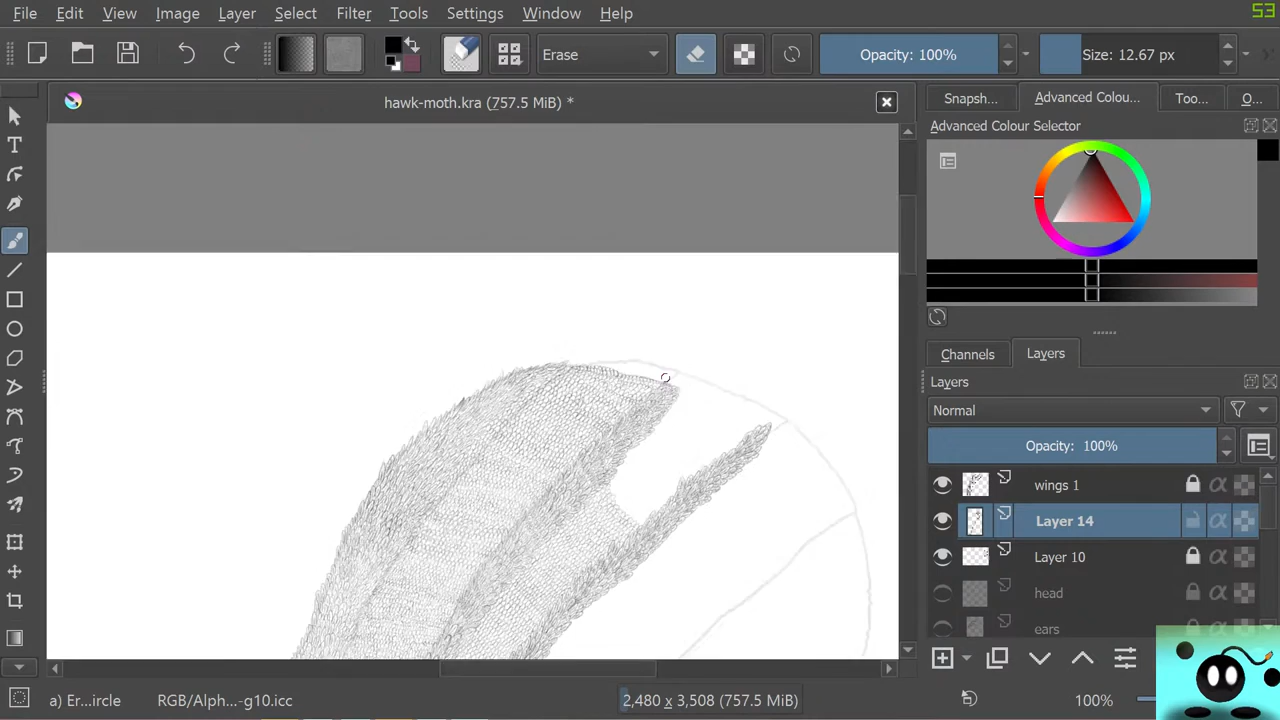 File Edit View Image Layer Select Filter Tools Settings Window Help
53
Erase
Opacity: 100%
Size: 12.67 px
hawk-moth.kra (757.5 MiB) *
Snapsh... Advanced Colou... Too... O...
Advanced Colour Selector
Channels Layers
Layers
Normal
Opacity: 100%
wings 1
Layer 14
Layer 10
head
ears
a) Er...ircle RGB/Alph...-g10.icc 2,480 x 3,508 (757.5 MiB) 100%